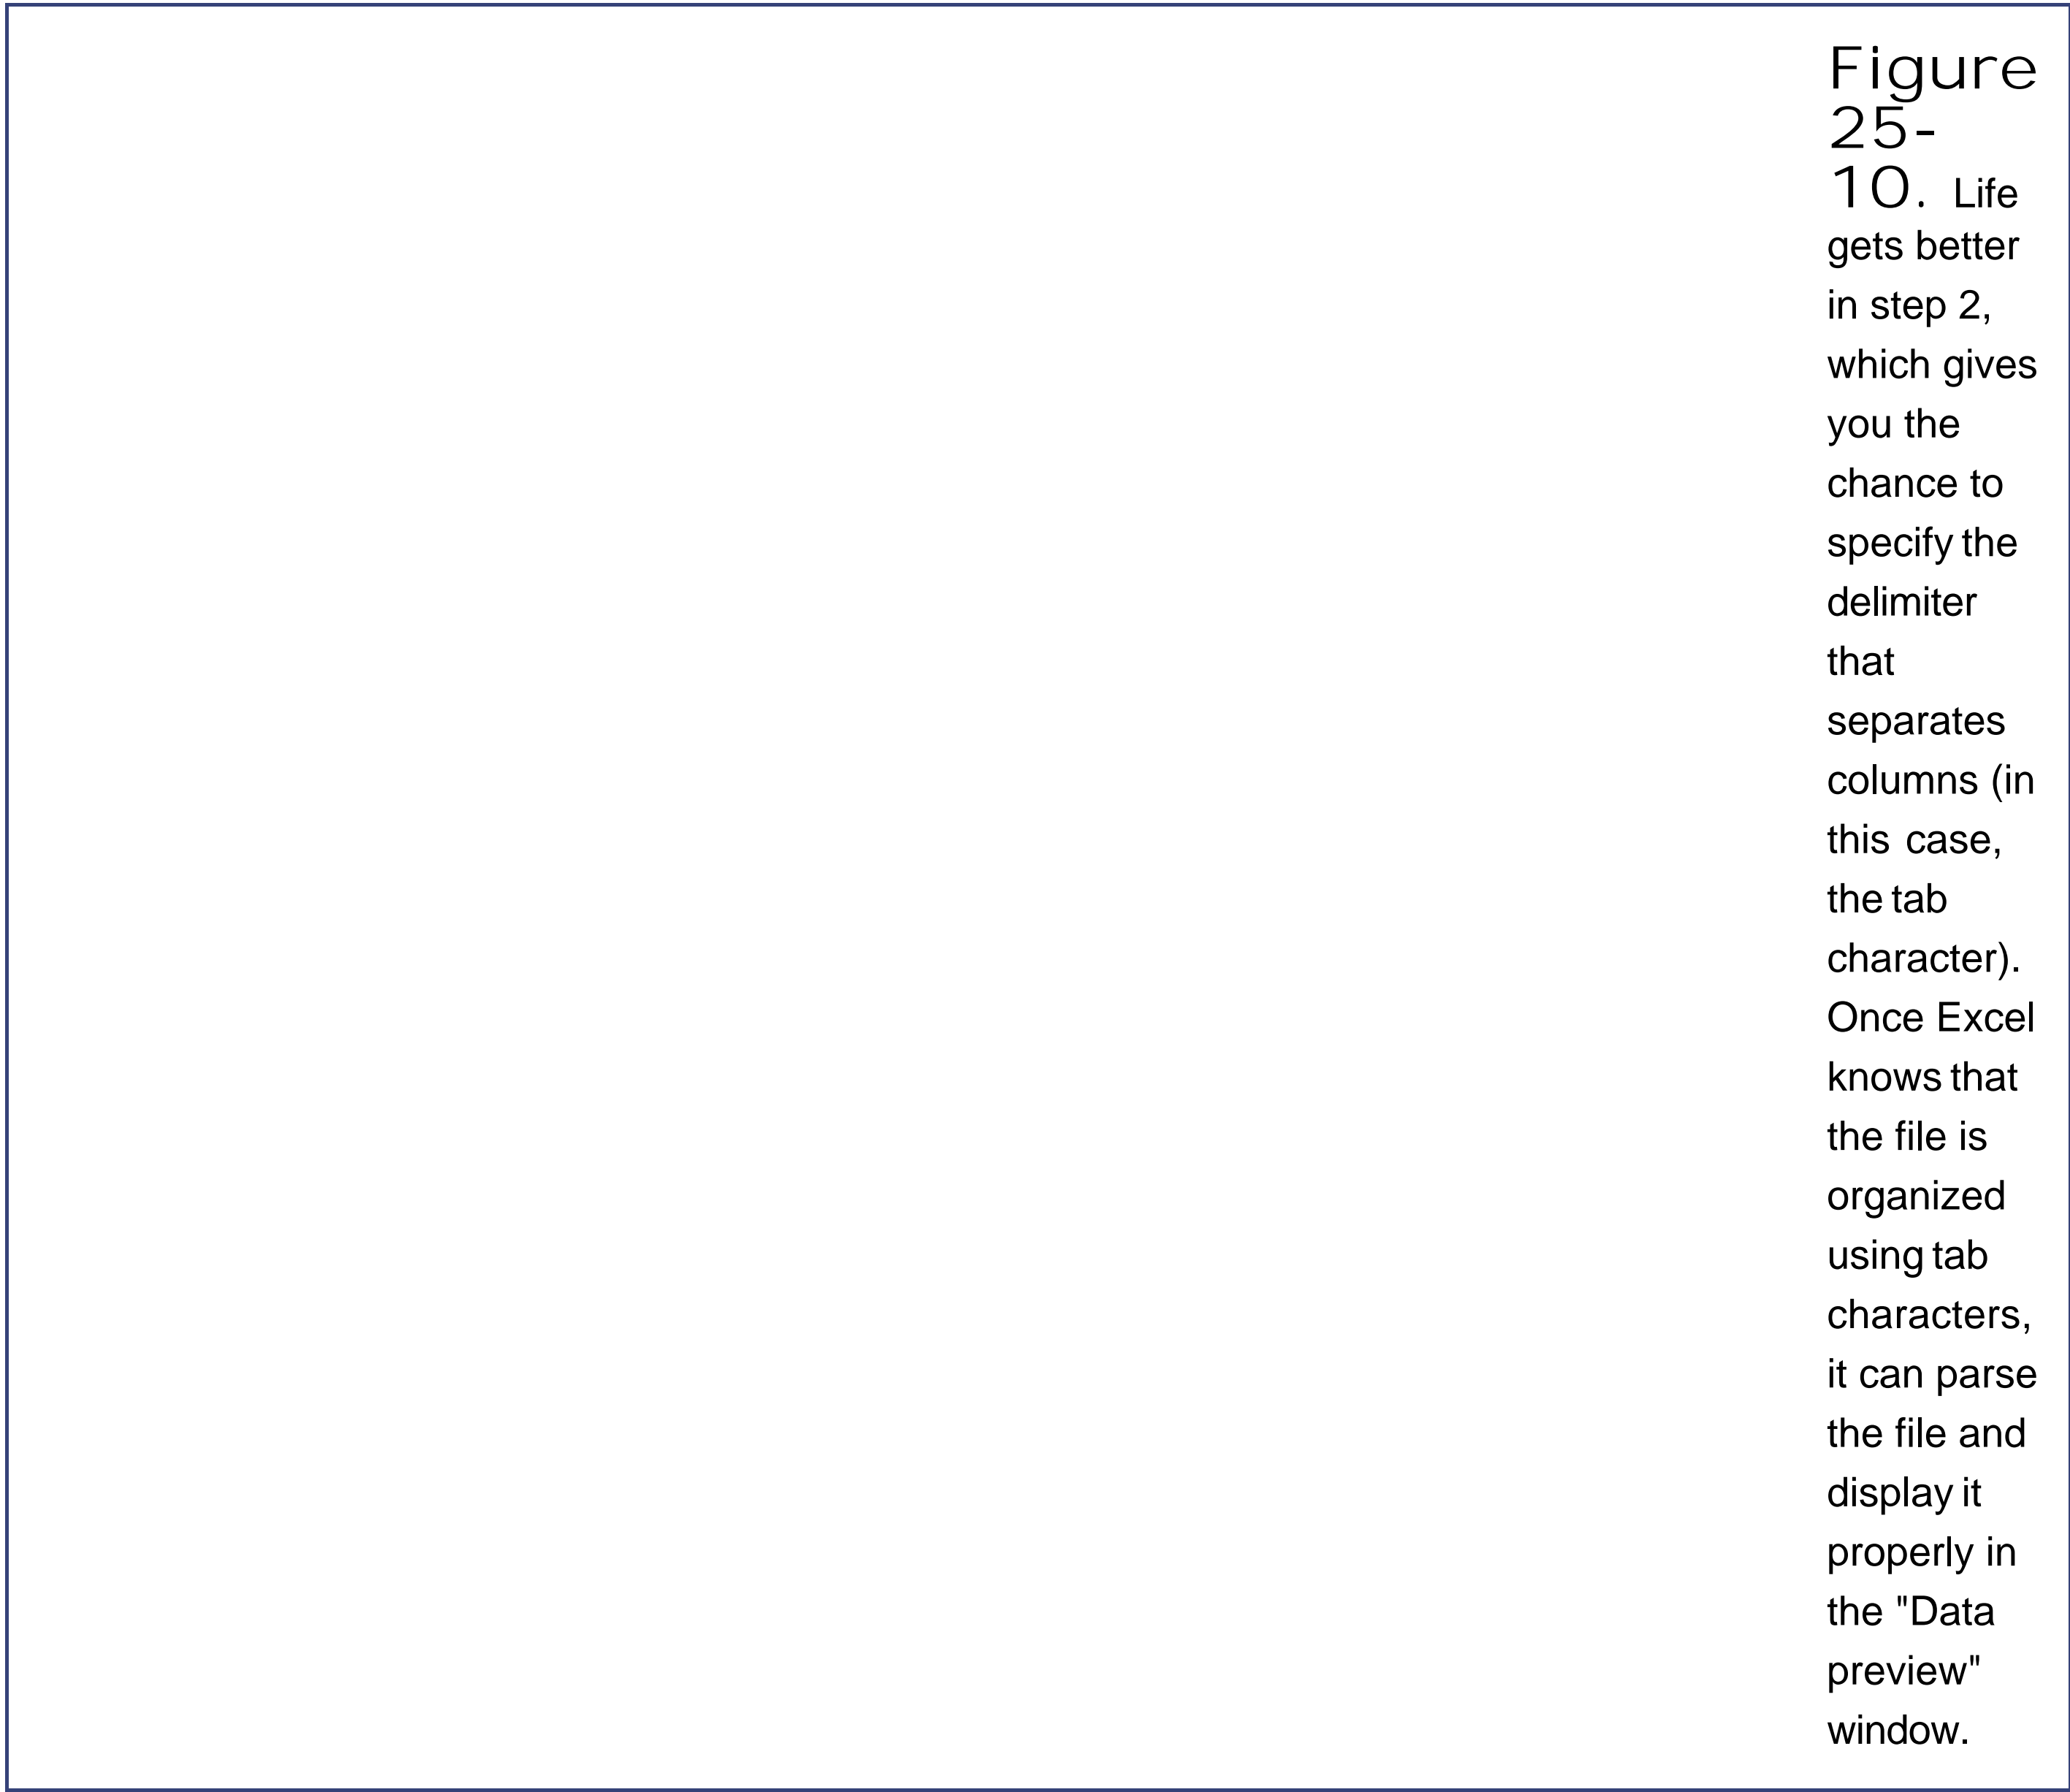 Figure
25-
10. Life
gets better
in step 2,
which gives
you the
chance to
specify the
delimiter
that
separates
columns (in
this case,
the tab
character).
Once Excel
knows that
the file is
organized
using tab
characters,
it can parse
the file and
display it
properly in
the "Data
preview"
window.